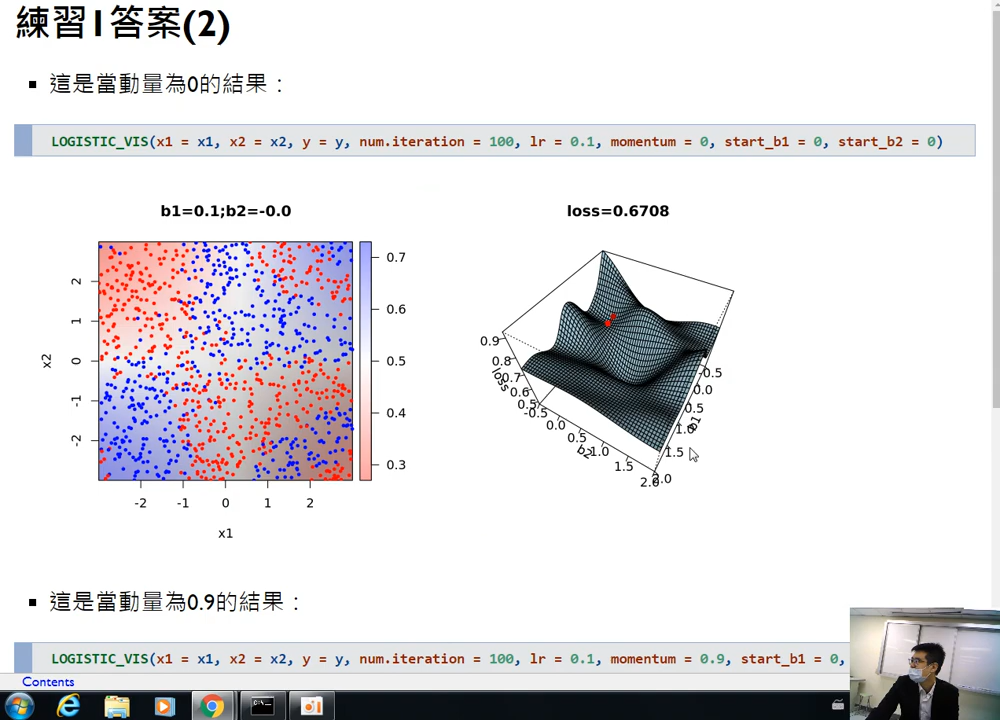 練習1答案(2)
▪ 這是當動量為0的結果：
LOGISTIC_VIS(x1 = x1, x2 = x2, y = y, num.iteration = 100, lr = 0.1, momentum = 0, start_b1 = 0, start_b2 = 0)
b1=0.1;b2=-0.0
loss=0.6708
x2
2
1
0
-1
-2
-2
-1
0
1
2
x1
0.7
0.6
0.5
0.4
0.3
loss
0.9
0.8
0.7
0.6
0.5
-0.5
0.0
0.5
1.0
1.5
2.0
b2
-0.5
0.0
0.5
1.0
1.5
2.0
b1
▪ 這是當動量為0.9的結果：
LOGISTIC_VIS(x1 = x1, x2 = x2, y = y, num.iteration = 100, lr = 0.1, momentum = 0.9, start_b1 = 0,
Contents